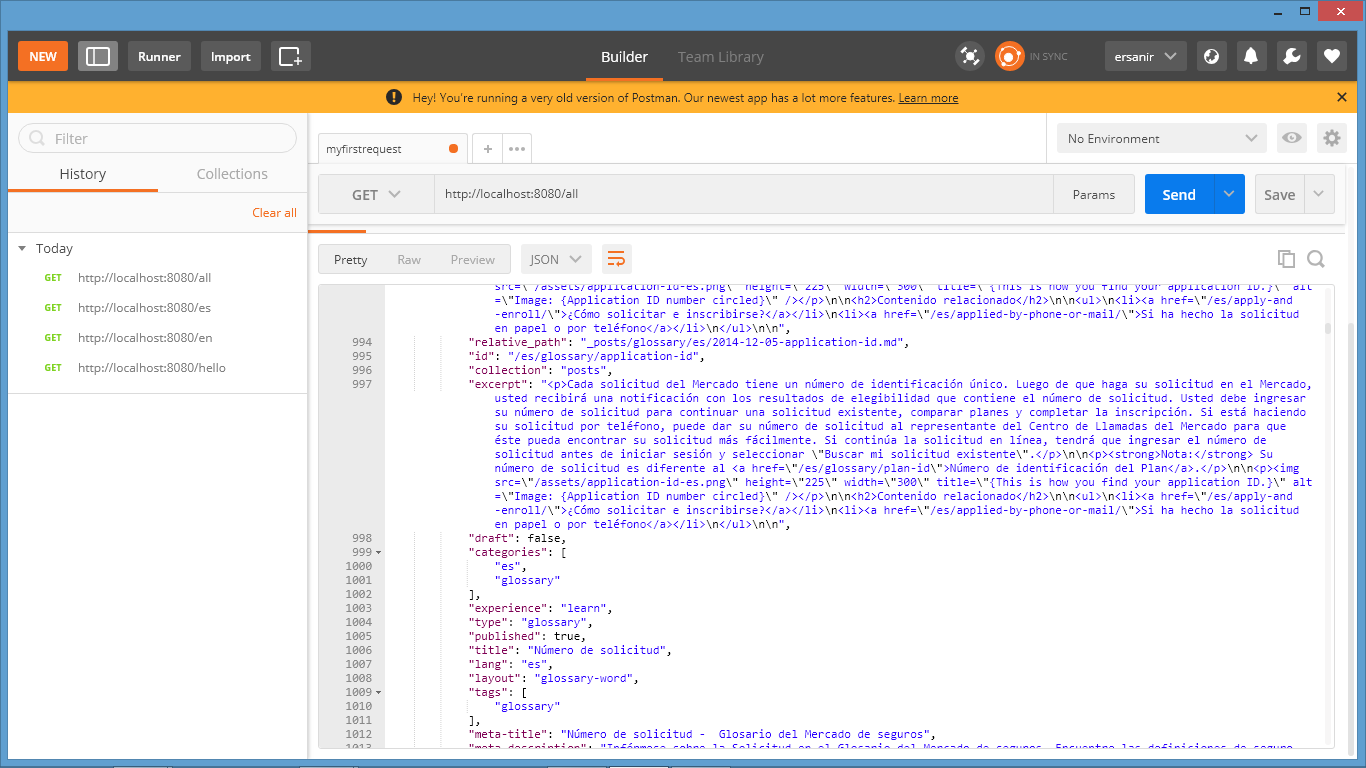 NEW
Runner
Import
Builder
Team Library
IN SYNC
ersanir
Hey! You're running a very old version of Postman. Our newest app has a lot more features. Learn more
Filter
History
Collections
Clear all
Today
GET http://localhost:8080/all
GET http://localhost:8080/es
GET http://localhost:8080/en
GET http://localhost:8080/hello
myfirstrequest
No Environment
GET
http://localhost:8080/all
Params
Send
Save
Pretty
Raw
Preview
JSON
src=\"/assets/application-id-es.png\" height=\"225\" width=\"300\" title=\"{This is how you find your application ID.}\" alt
=\"Image: {Application ID number circled}\" /></p>\n\n<h2>Contenido relacionado</h2>\n\n<ul>\n<li><a href=\"/es/apply-and
-enroll/\">¿Cómo solicitar e inscribirse?</a></li>\n<li><a href=\"/es/applied-by-phone-or-mail/\">Si ha hecho la solicitud
en papel o por teléfono</a></li>\n</ul>\n\n",
994 "relative_path": "_posts/glossary/es/2014-12-05-application-id.md",
995 "id": "/es/glossary/application-id",
996 "collection": "posts",
997 "excerpt": "<p>Cada solicitud del Mercado tiene un número de identificación único. Luego de que haga su solicitud en el Mercado,
usted recibirá una notificación con los resultados de elegibilidad que contiene el número de solicitud. Usted debe ingresar
su número de solicitud para continuar una solicitud existente, comparar planes y completar la inscripción. Si está haciendo
su solicitud por teléfono, puede dar su número de solicitud al representante del Centro de Llamadas del Mercado para que
éste pueda encontrar su solicitud más fácilmente. Si continúa la solicitud en línea, tendrá que ingresar el número de
solicitud antes de iniciar sesión y seleccionar \"Buscar mi solicitud existente\".</p>\n\n<p><strong>Nota:</strong> Su
número de solicitud es diferente al <a href=\"/es/glossary/plan-id\">Número de identificación del Plan</a>.</p>\n\n<p><img
src=\"/assets/application-id-es.png\" height=\"225\" width=\"300\" title=\"{This is how you find your application ID.}\" alt
=\"Image: {Application ID number circled}\" /></p>\n\n<h2>Contenido relacionado</h2>\n\n<ul>\n<li><a href=\"/es/apply-and
-enroll/\">¿Cómo solicitar e inscribirse?</a></li>\n<li><a href=\"/es/applied-by-phone-or-mail/\">Si ha hecho la solicitud
en papel o por teléfono</a></li>\n</ul>\n\n",
998 "draft": false,
999 "categories": [
1000 "es",
1001 "glossary"
1002 ],
1003 "experience": "learn",
1004 "type": "glossary",
1005 "published": true,
1006 "title": "Número de solicitud",
1007 "lang": "es",
1008 "layout": "glossary-word",
1009 "tags": [
1010 "glossary"
1011 ],
1012 "meta-title": "Número de solicitud -  Glosario del Mercado de seguros",
1013 "meta-description": "Infórmese sobre la Solicitud en el Glosario del Mercado de seguros. Encuentre las definiciones de seguro